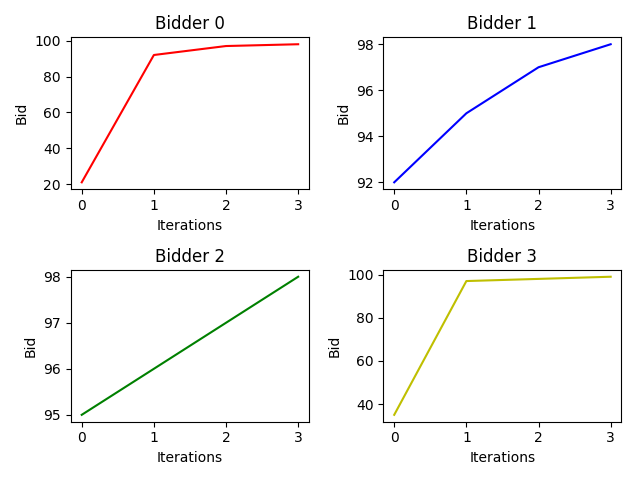 Bidder 0
Bidder 1
100
80
60
40
20
Bid
0 1 2 3
Iterations
98
96
94
92
Bid
0 1 2 3
Iterations
Bidder 2
Bidder 3
98
97
96
95
Bid
0 1 2 3
Iterations
100
80
60
40
Bid
0 1 2 3
Iterations